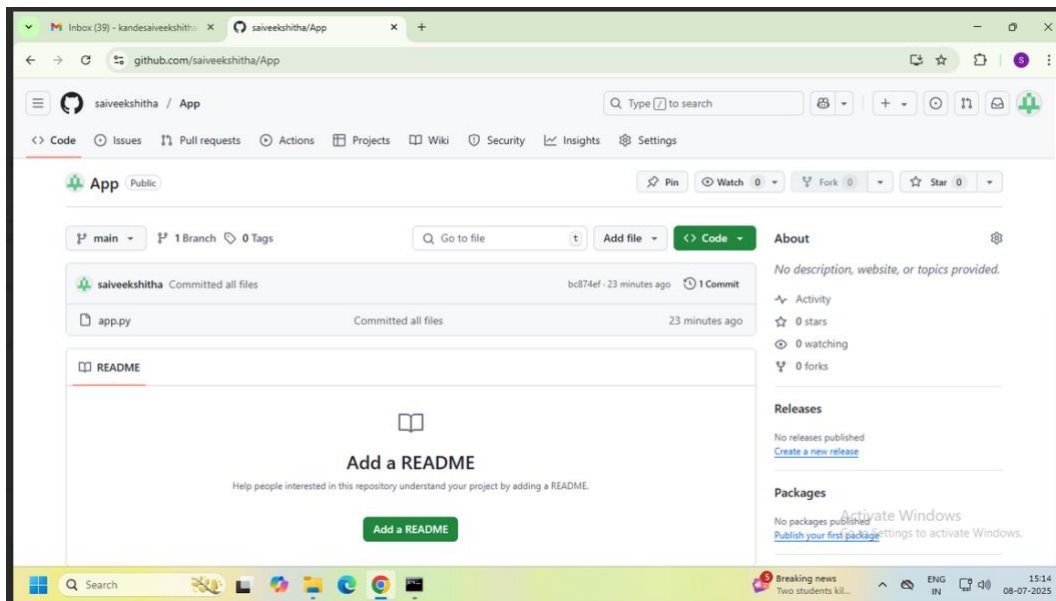 Inbox (39) - kandesaiveekshitha
saiveekshitha/App
github.com/saiveekshitha/App
S
saiveekshitha / App
Type / to search
<> Code Issues Pull requests Actions Projects Wiki Security Insights Settings
App Public
Pin Watch 0 Fork 0 Star 0
main 1 Branch 0 Tags Go to file t Add file <> Code
saiveekshitha Committed all files bc874ef · 23 minutes ago 1 Commit
app.py Committed all files 23 minutes ago
README
Add a README
Help people interested in this repository understand your project by adding a README.
Add a README
About
No description, website, or topics provided.
Activity
0 stars
0 watching
0 forks
Releases
No releases published
Create a new release
Packages
No packages published
Publish your first package
Activate Windows
Settings to activate Windows.
Search
5
Breaking news
Two students kil...
ENG
IN
15:14
08-07-2025